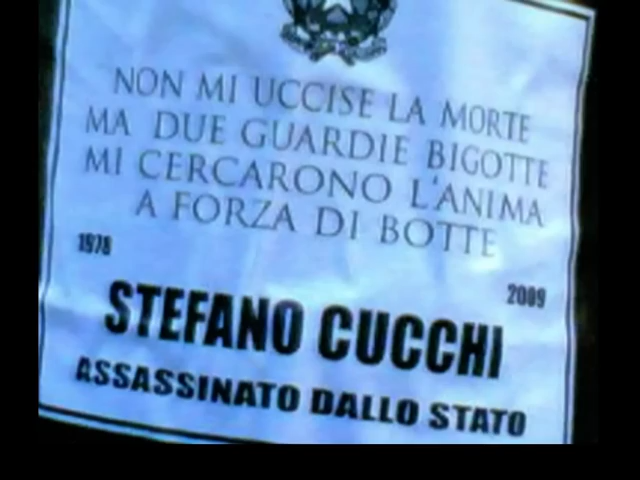 NON MI UCCISE LA MORTE
MA DUE GUARDIE BIGOTTE
MI CERCARONO L'ANIMA
A FORZA DI BOTTE
1978
2009
STEFANO CUCCHI
ASSASSINATO DALLO STATO